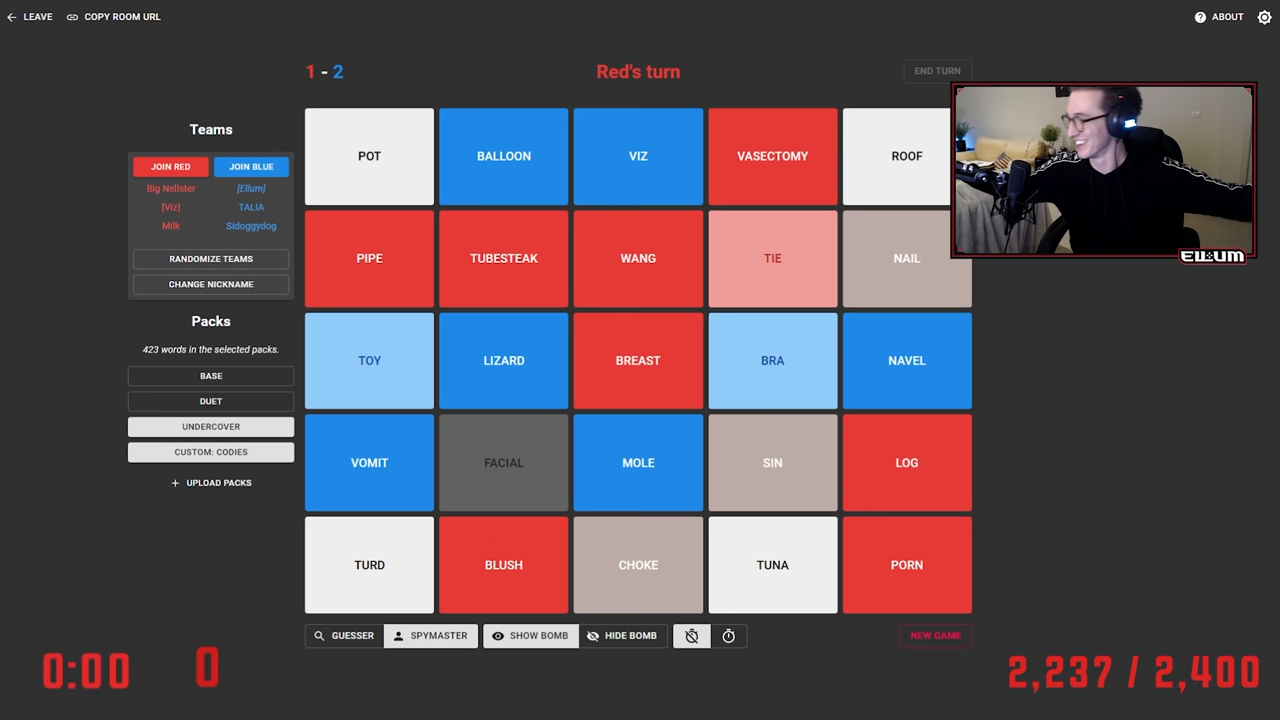 LEAVE
COPY ROOM URL
ABOUT
1 - 2
Red's turn
END TURN
Teams
JOIN RED
JOIN BLUE
Big Nellster
[Ellum]
[Viz]
TALIA
Milk
Sidoggydog
RANDOMIZE TEAMS
CHANGE NICKNAME
Packs
423 words in the selected packs.
BASE
DUET
UNDERCOVER
CUSTOM: CODIES
+ UPLOAD PACKS
POT
BALLOON
VIZ
VASECTOMY
ROOF
PIPE
TUBESTEAK
WANG
TIE
NAIL
TOY
LIZARD
BREAST
BRA
NAVEL
VOMIT
FACIAL
MOLE
SIN
LOG
TURD
BLUSH
CHOKE
TUNA
PORN
GUESSER
SPYMASTER
SHOW BOMB
HIDE BOMB
NEW GAME
ELLUM
0:00
0
2,237 / 2,400